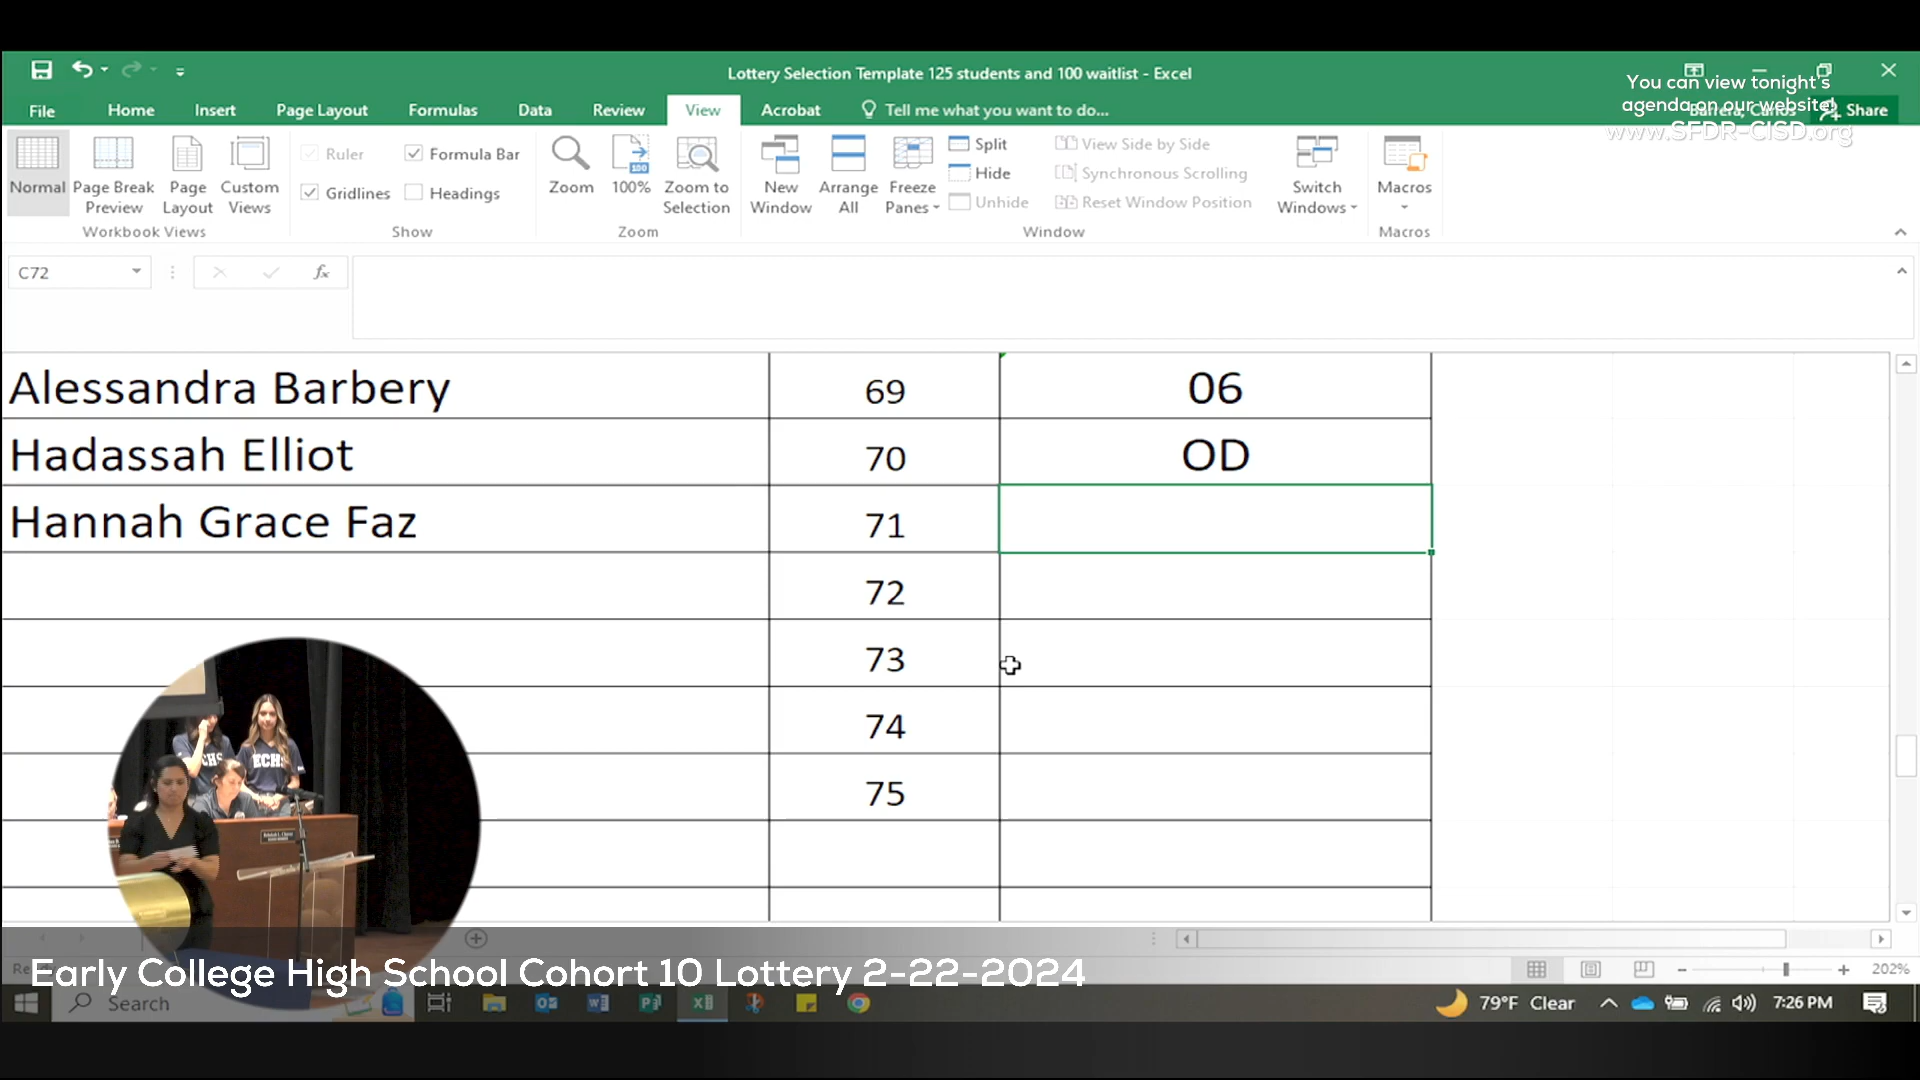 Lottery Selection Template 125 students and 100 waitlist - Excel
You can view tonight's
agenda on our website!
www.SFDR-CISD.org
File Home Insert Page Layout Formulas Data Review View Acrobat Tell me what you want to do... Barrera, Carlos Share
Normal Page Break Preview Page Layout Custom Views
Workbook Views
Ruler Formula Bar
Gridlines Headings
Show
Zoom 100% Zoom to Selection
Zoom
New Window Arrange All Freeze Panes
Split
Hide
Unhide
View Side by Side
Synchronous Scrolling
Reset Window Position
Window
Switch Windows
Macros
Macros
C72 fx
Alessandra Barbery 69 06
Hadassah Elliot 70 OD
Hannah Grace Faz 71
72
73
74
75
ECHS
ECHS
Early College High School Cohort 10 Lottery 2-22-2024
202%
Search
79°F Clear 7:26 PM